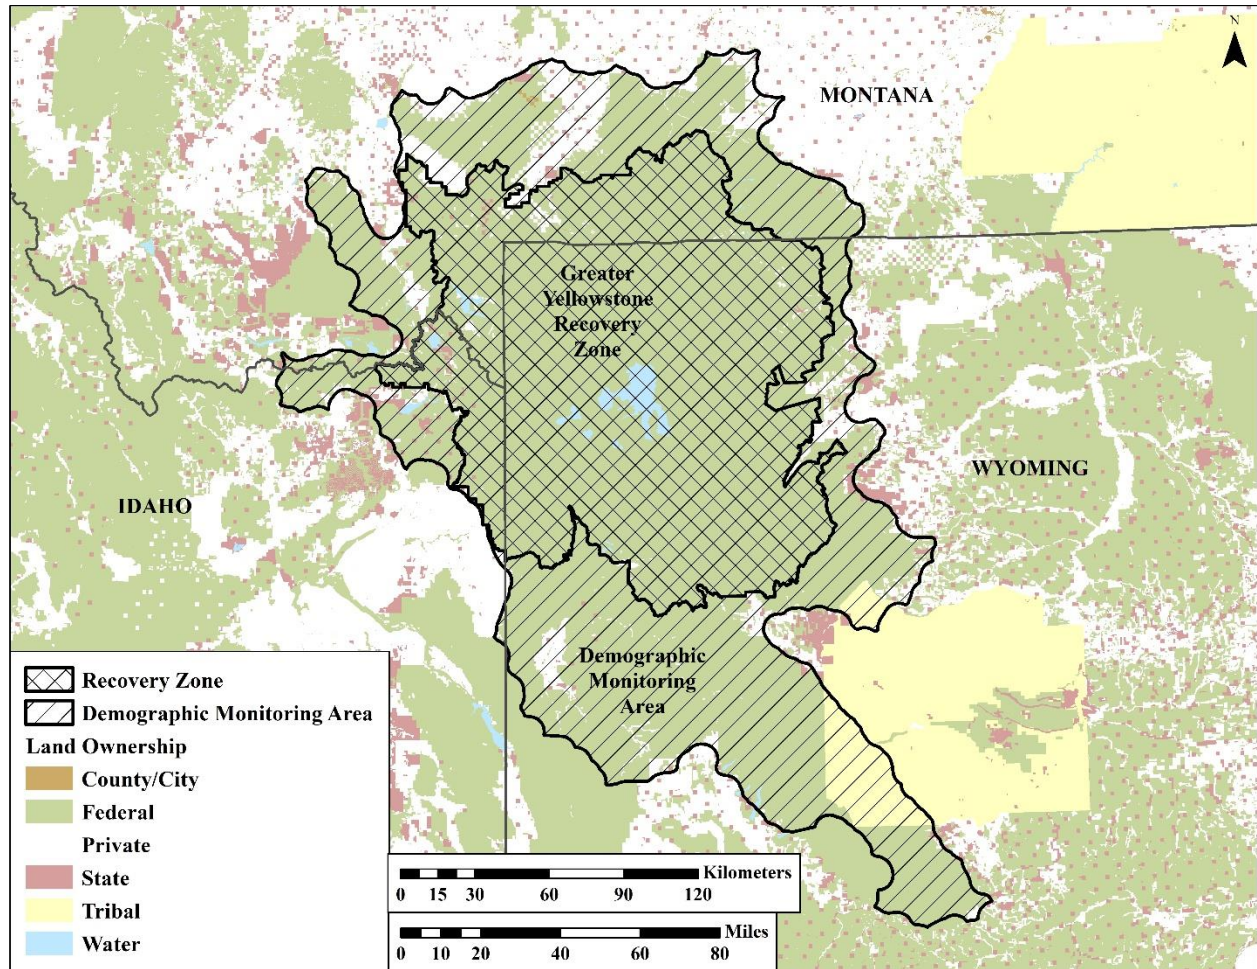 N
MONTANA
Greater
Yellowstone
Recovery
Zone
WYOMING
IDAHO
Demographic
Monitoring
Area
Recovery Zone
Demographic Monitoring Area
Land Ownership
County/City
Federal
Private
State
Tribal
Water
Kilometers
0 15 30 60 90 120
Miles
0 10 20 40 60 80